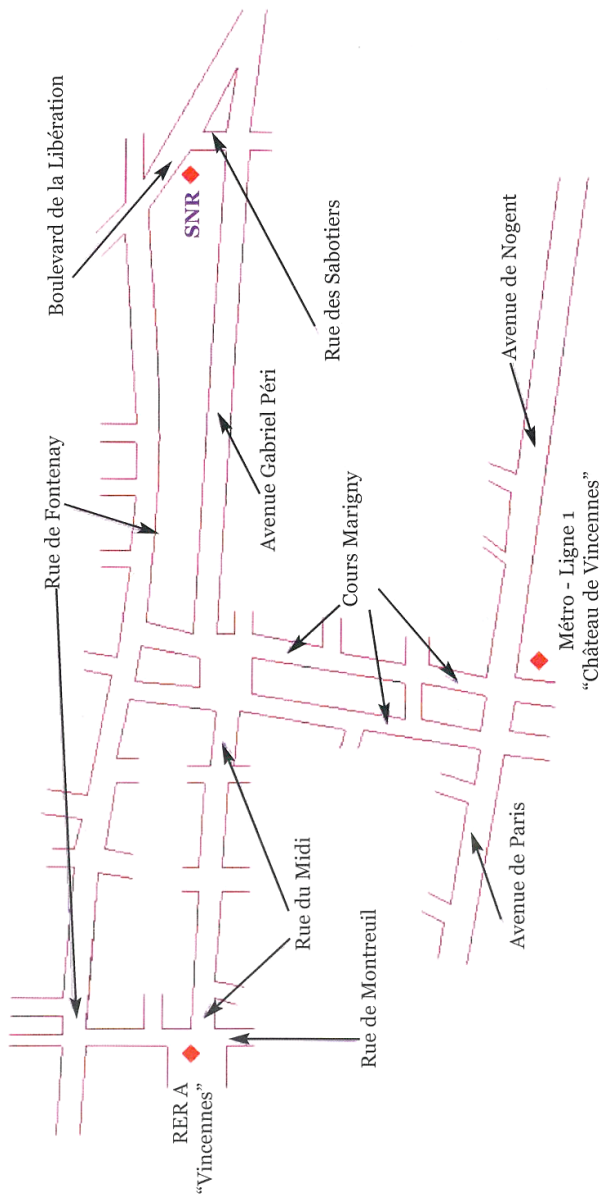 Boulevard de la Libération
Rue de Fontenay
SNR
Rue des Sabotiers
Avenue Gabriel Péri
Avenue de Nogent
Cours Marigny
Métro - Ligne 1
“Château de Vincennes”
Rue du Midi
Avenue de Paris
Rue de Montreuil
RER A
“Vincennes”